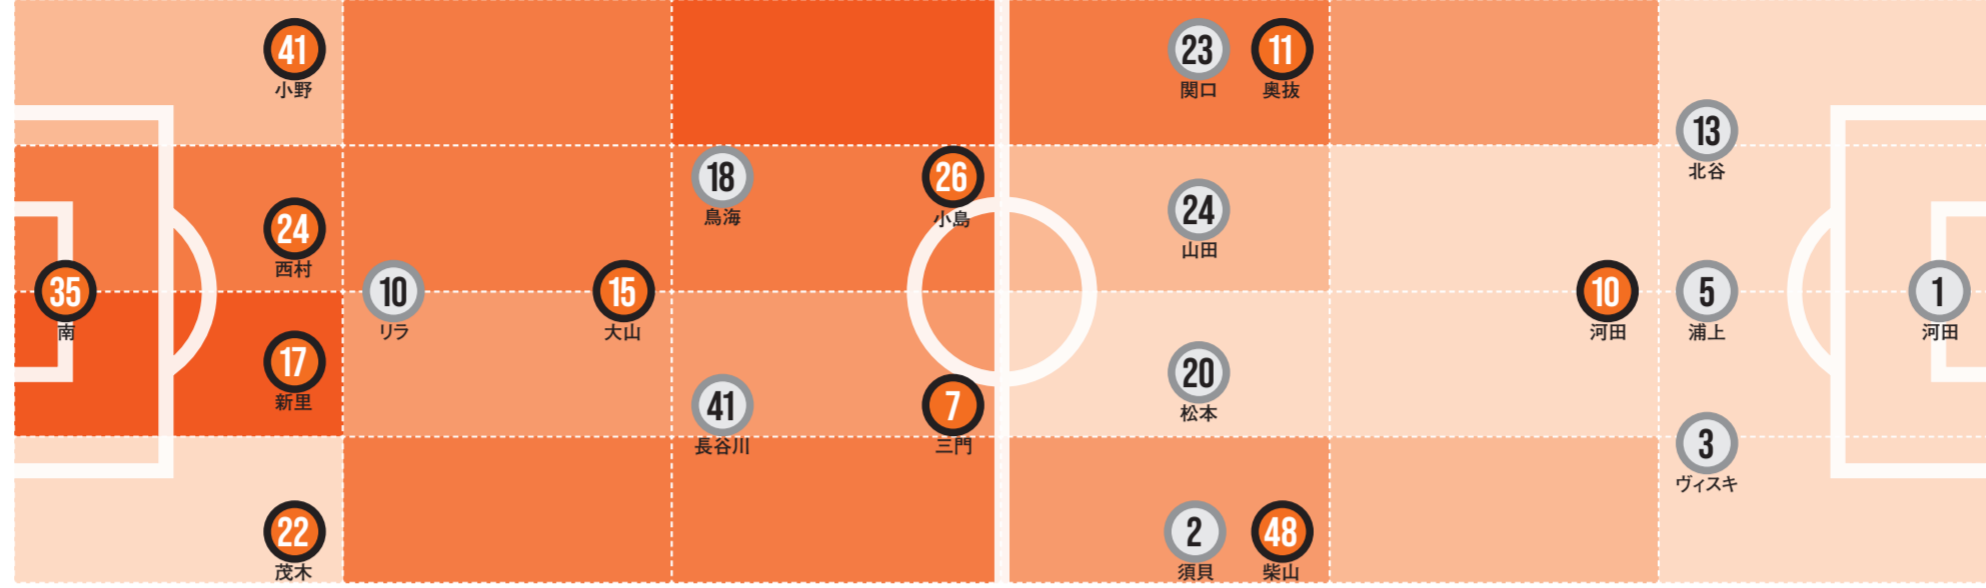 41
小野
23
関口
11
奥抜
13
北谷
18
鳥海
26
小島
24
山田
24
西村
35
南
10
リラ
15
大山
10
河田
5
浦上
1
河田
17
新里
41
長谷川
7
三門
20
松本
3
ヴィスキ
22
茂木
2
須貝
48
柴山